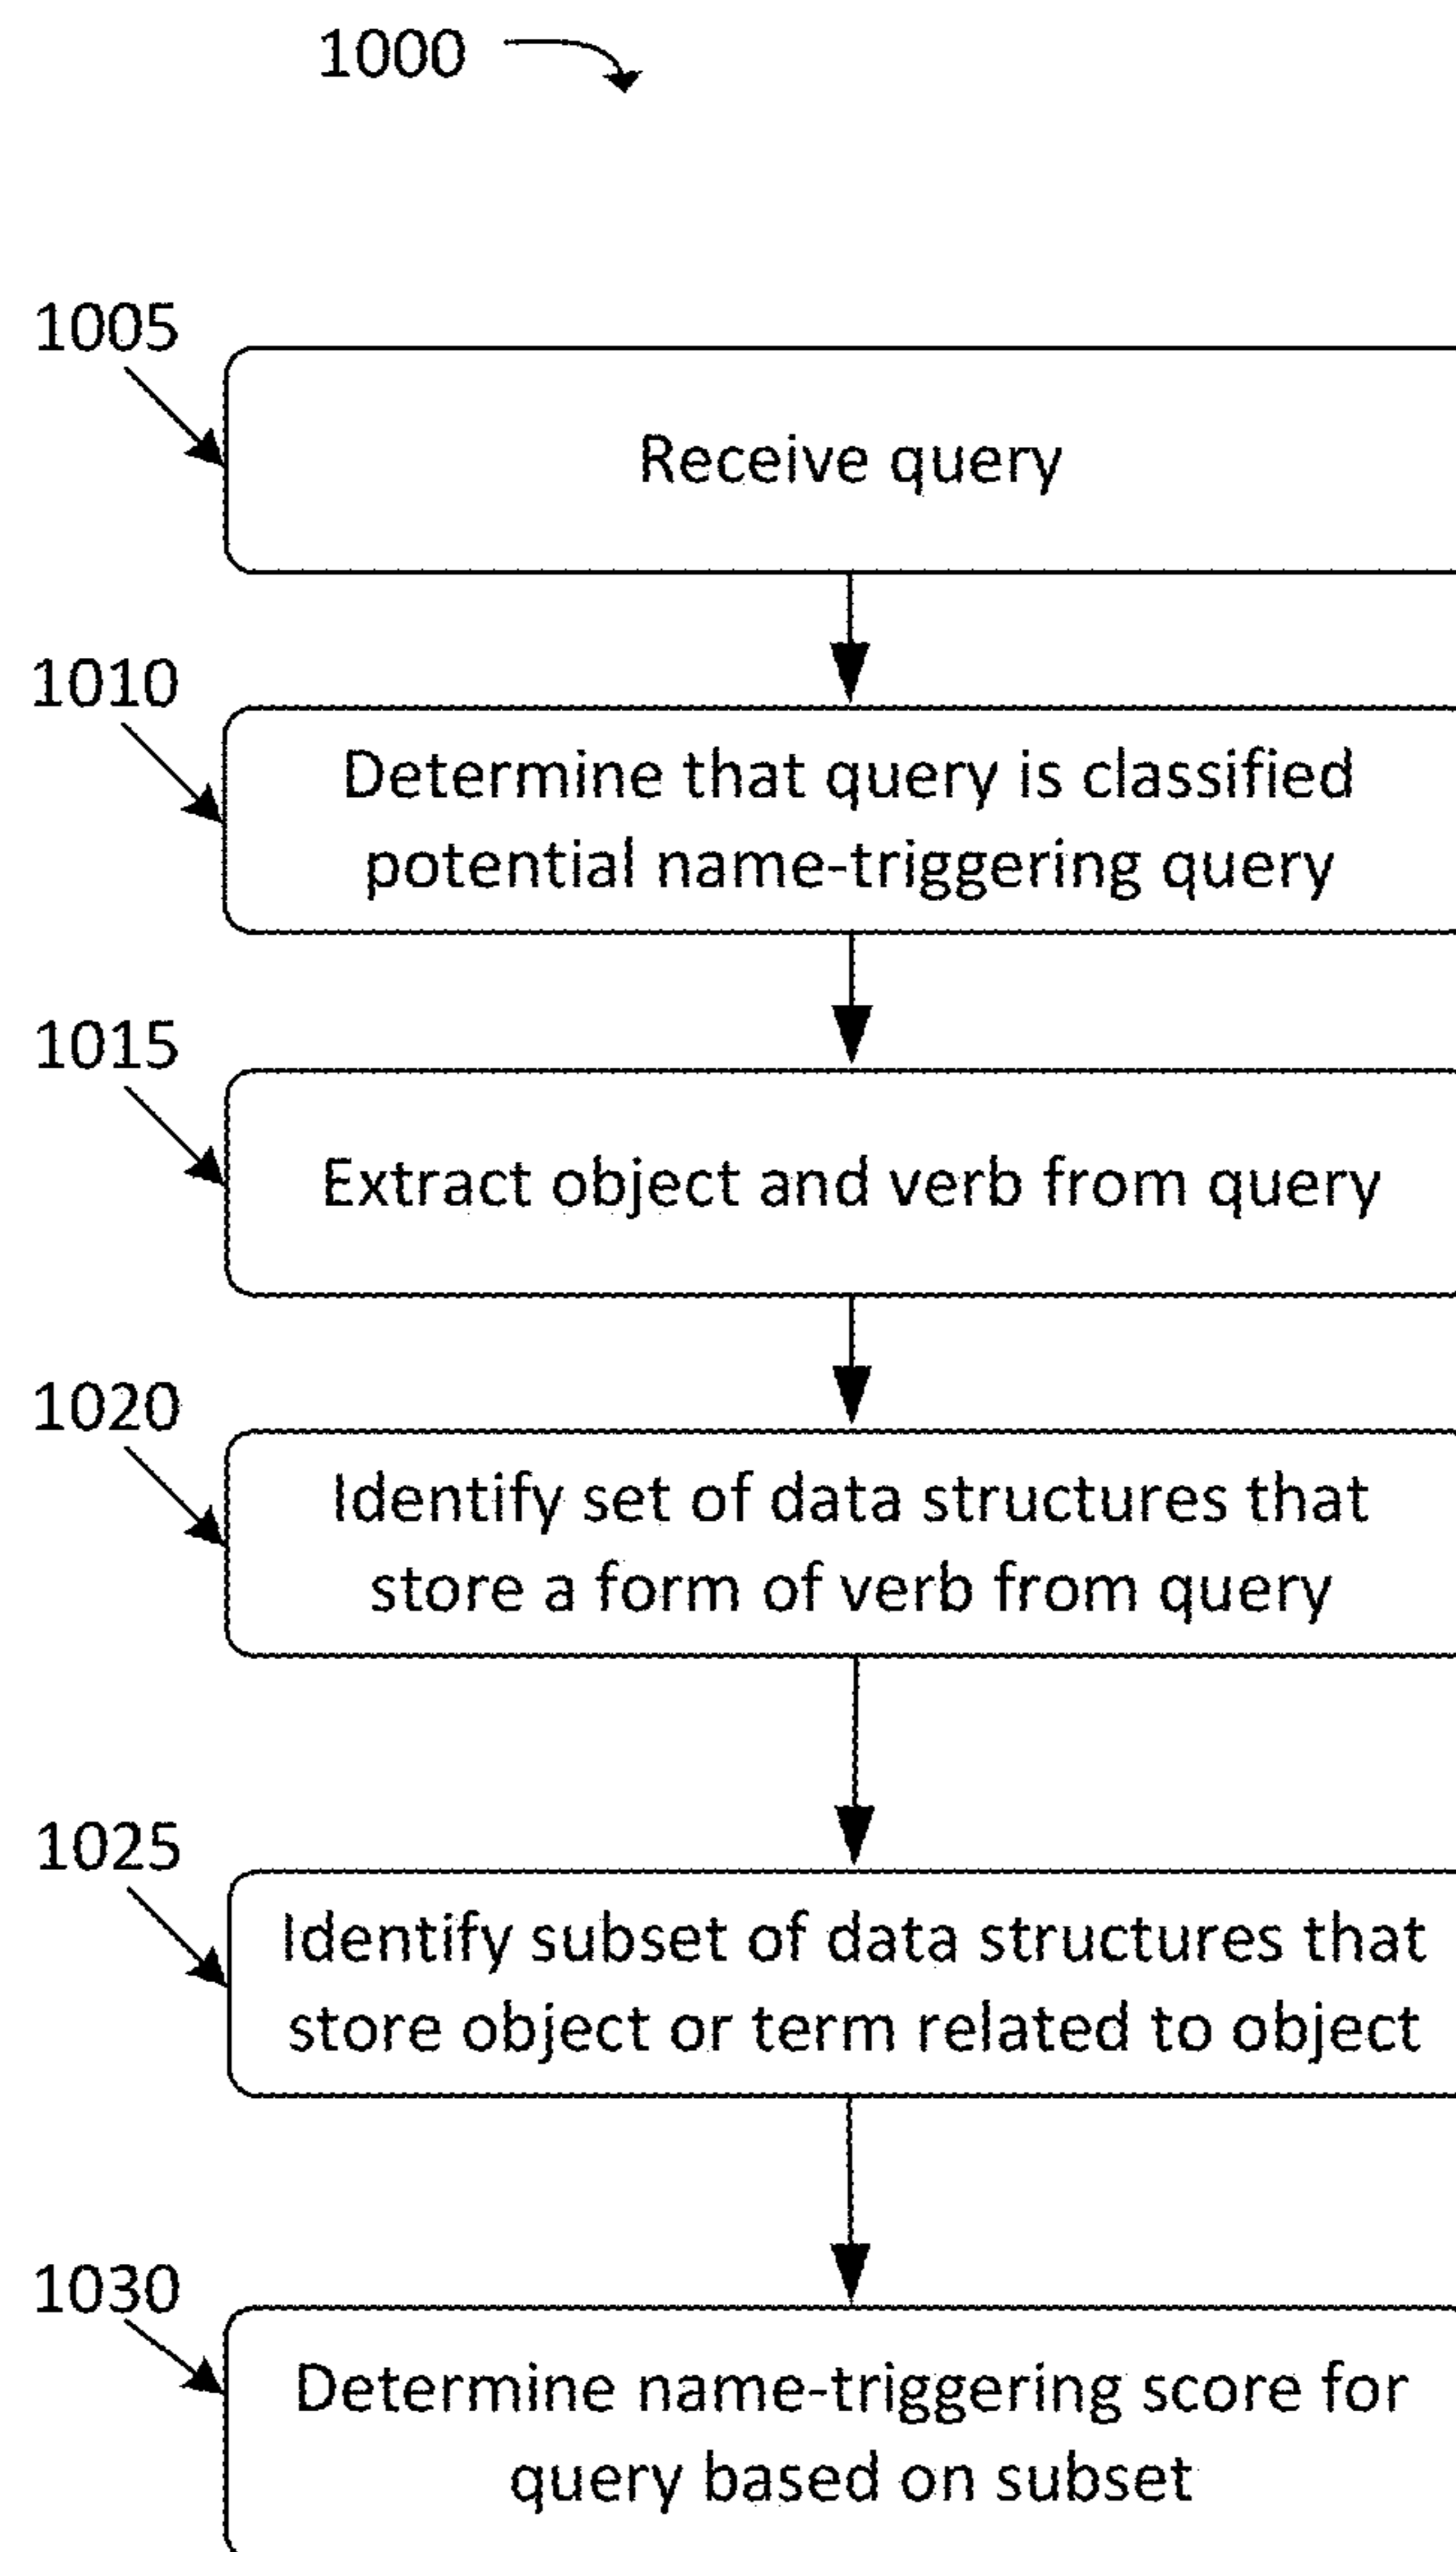 1000
1005
Receive query
1010
Determine that query is classified
potential name-triggering query
1015
Extract object and verb from query
1020
Identify set of data structures that
store a form of verb from query
1025
Identify subset of data structures that
store object or term related to object
1030
Determine name-triggering score for
query based on subset